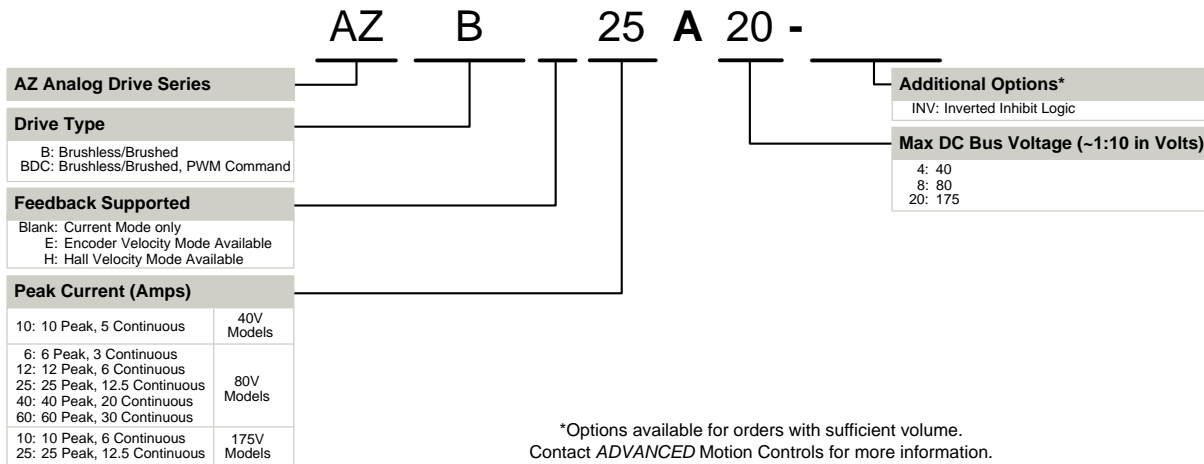 AZ B 25 A 20 -
AZ Analog Drive Series
Drive Type
B: Brushless/Brushed
BDC: Brushless/Brushed, PWM Command
Feedback Supported
Blank: Current Mode only
E: Encoder Velocity Mode Available
H: Hall Velocity Mode Available
Peak Current (Amps)
10: 10 Peak, 5 Continuous
40V
Models
6: 6 Peak, 3 Continuous
12: 12 Peak, 6 Continuous
25: 25 Peak, 12.5 Continuous
40: 40 Peak, 20 Continuous
60: 60 Peak, 30 Continuous
80V
Models
10: 10 Peak, 6 Continuous
25: 25 Peak, 12.5 Continuous
175V
Models
Additional Options*
INV: Inverted Inhibit Logic
Max DC Bus Voltage (~1:10 in Volts)
4: 40
8: 80
20: 175
*Options available for orders with sufficient volume.
Contact ADVANCED Motion Controls for more information.